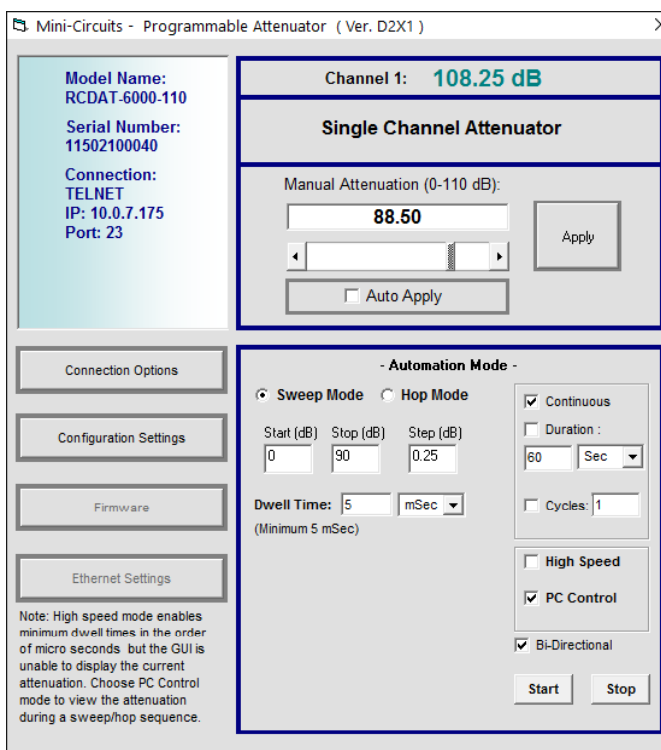 Mini-Circuits - Programmable Attenuator ( Ver. D2X1 )
Model Name:
RCDAT-6000-110
Serial Number:
11502100040
Connection:
TELNET
IP: 10.0.7.175
Port: 23
Channel 1: 108.25 dB
Single Channel Attenuator
Manual Attenuation (0-110 dB):
88.50
Apply
Auto Apply
Connection Options
Configuration Settings
Firmware
Ethernet Settings
Note: High speed mode enables
minimum dwell times in the order
of micro seconds but the GUI is
unable to display the current
attenuation. Choose PC Control
mode to view the attenuation
during a sweep/hop sequence.
- Automation Mode -
Sweep Mode Hop Mode
Start (dB) Stop (dB) Step (dB)
0 90 0.25
Dwell Time: 5 mSec
(Minimum 5 mSec)
Continuous
Duration :
60 Sec
Cycles: 1
High Speed
PC Control
Bi-Directional
Start Stop